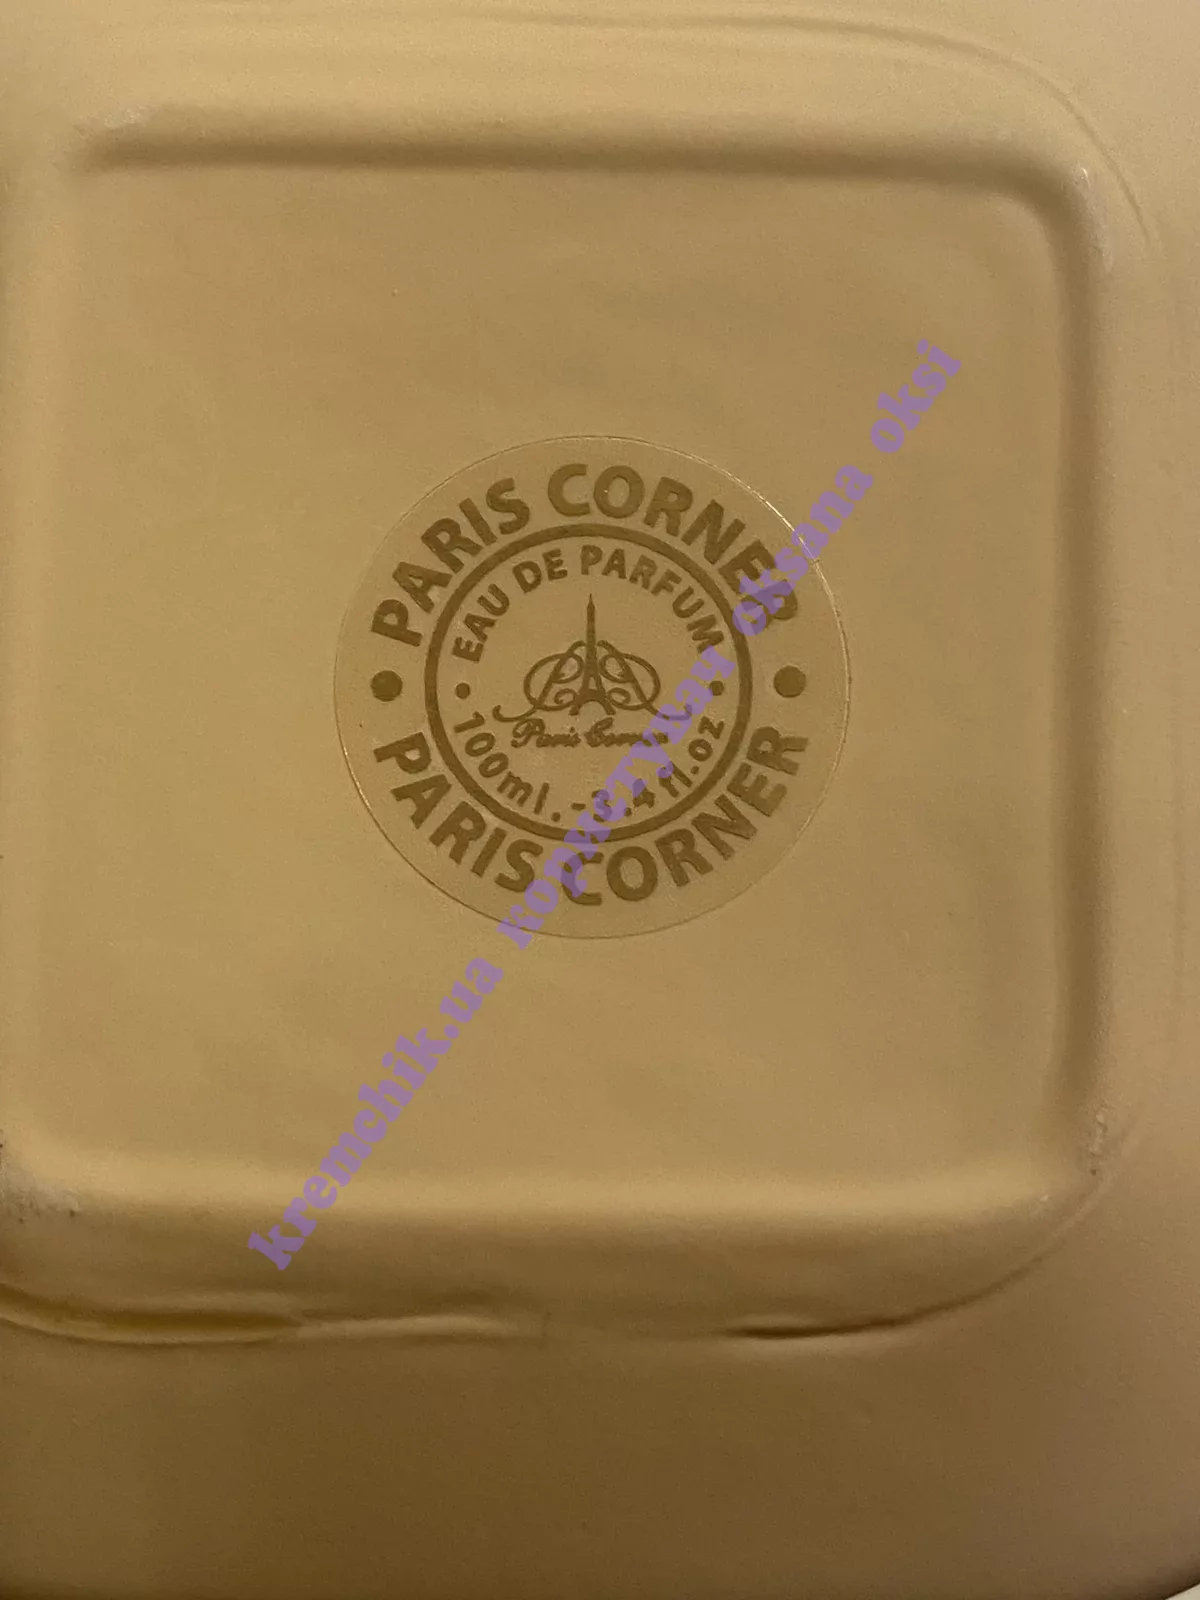 PARIS CORNER
EAU DE PARFUM
Paris Corner
100ml.-3.4 fl.oz
PARIS CORNER
kremchik.ua користувач oksana oksi